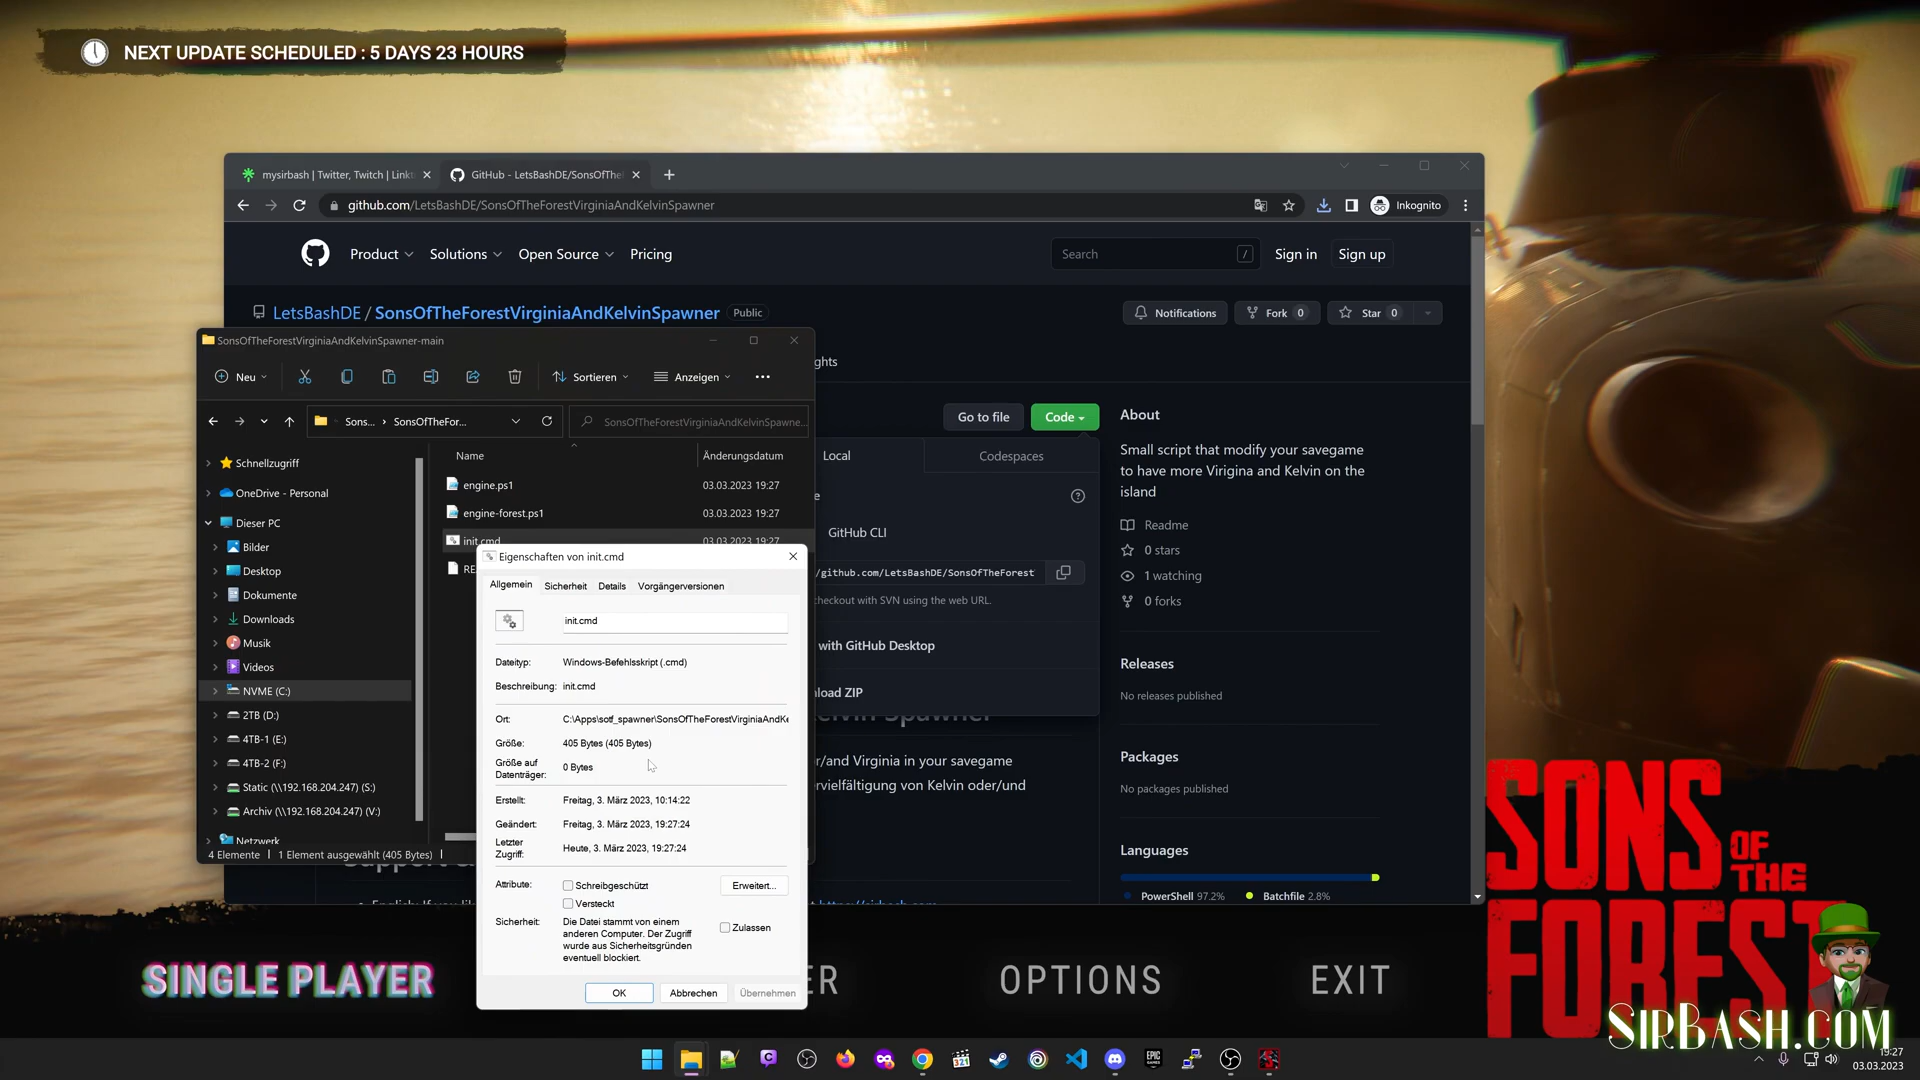 NEXT UPDATE SCHEDULED : 5 DAYS 23 HOURS
mysirbash | Twitter, Twitch | Linkt
GitHub - LetsBashDE/SonsOfThe
github.com/LetsBashDE/SonsOfTheForestVirginiaAndKelvinSpawner
Inkognito
Product
Solutions
Open Source
Pricing
Search
/
Sign in
Sign up
LetsBashDE / SonsOfTheForestVirginiaAndKelvinSpawner
Public
Notifications
Fork 0
Star 0
SonsOfTheForestVirginiaAndKelvinSpawner-main
ghts
Neu
Sortieren
Anzeigen
Go to file
Code
About
Sons... > SonsOfTheFor...
SonsOfTheForestVirginiaAndKelvinSpawne...
Local
Codespaces
Small script that modify your savegame
to have more Virigina and Kelvin on the
island
Name
Änderungsdatum
Schnellzugriff
OneDrive - Personal
Dieser PC
Bilder
Desktop
Dokumente
Downloads
Musik
Videos
NVME (C:)
2TB (D:)
4TB-1 (E:)
4TB-2 (F:)
Static (\\192.168.204.247) (S:)
Archiv (\\192.168.204.247) (V:)
Netzwerk
engine.ps1 03.03.2023 19:27
engine-forest.ps1 03.03.2023 19:27
init.cmd 03.03.2023 19:27
RE
4 Elemente
1 Element ausgewählt (405 Bytes)
e
GitHub CLI
/github.com/LetsBashDE/SonsOfTheForest
checkout with SVN using the web URL.
with GitHub Desktop
load ZIP
Readme
0 stars
1 watching
0 forks
Releases
No releases published
Packages
No packages published
Languages
PowerShell 97.2%
Batchfile 2.8%
r/and Virginia in your savegame
ervielfältigung von Kelvin oder/und
Eigenschaften von init.cmd
Allgemein
Sicherheit
Details
Vorgängerversionen
init.cmd
Dateityp: Windows-Befehlsskript (.cmd)
Beschreibung: init.cmd
Ort: C:\Apps\sotf_spawner\SonsOfTheForestVirginiaAndKe
Größe: 405 Bytes (405 Bytes)
Größe auf
Datenträger:
0 Bytes
Erstellt: Freitag, 3. März 2023, 10:14:22
Geändert: Freitag, 3. März 2023, 19:27:24
Letzter
Zugriff:
Heute, 3. März 2023, 19:27:24
Attribute:
Schreibgeschützt
Erweitert...
Versteckt
Sicherheit:
Die Datei stammt von einem
anderen Computer. Der Zugriff
wurde aus Sicherheitsgründen
eventuell blockiert.
Zulassen
OK
Abbrechen
Übernehmen
SINGLE PLAYER
ER
OPTIONS
EXIT
SONS
OF
THE
FOREST
SIRBASH.COM
19:27
03.03.2023